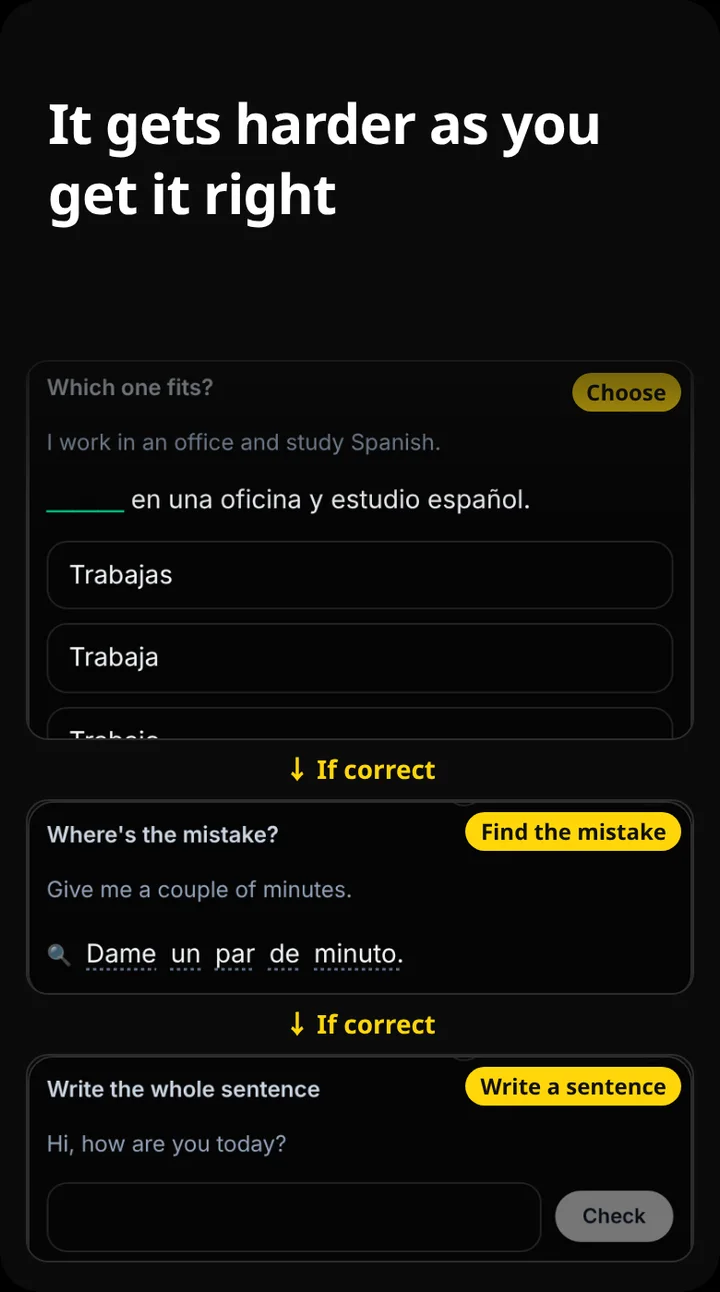 It gets harder as you
get it right
Which one fits?
Choose
I work in an office and study Spanish.
______ en una oficina y estudio español.
Trabajas
Trabaja
↓ If correct
Where's the mistake?
Find the mistake
Give me a couple of minutes.
🔍 Dame un par de minuto.
↓ If correct
Write the whole sentence
Write a sentence
Hi, how are you today?
Check